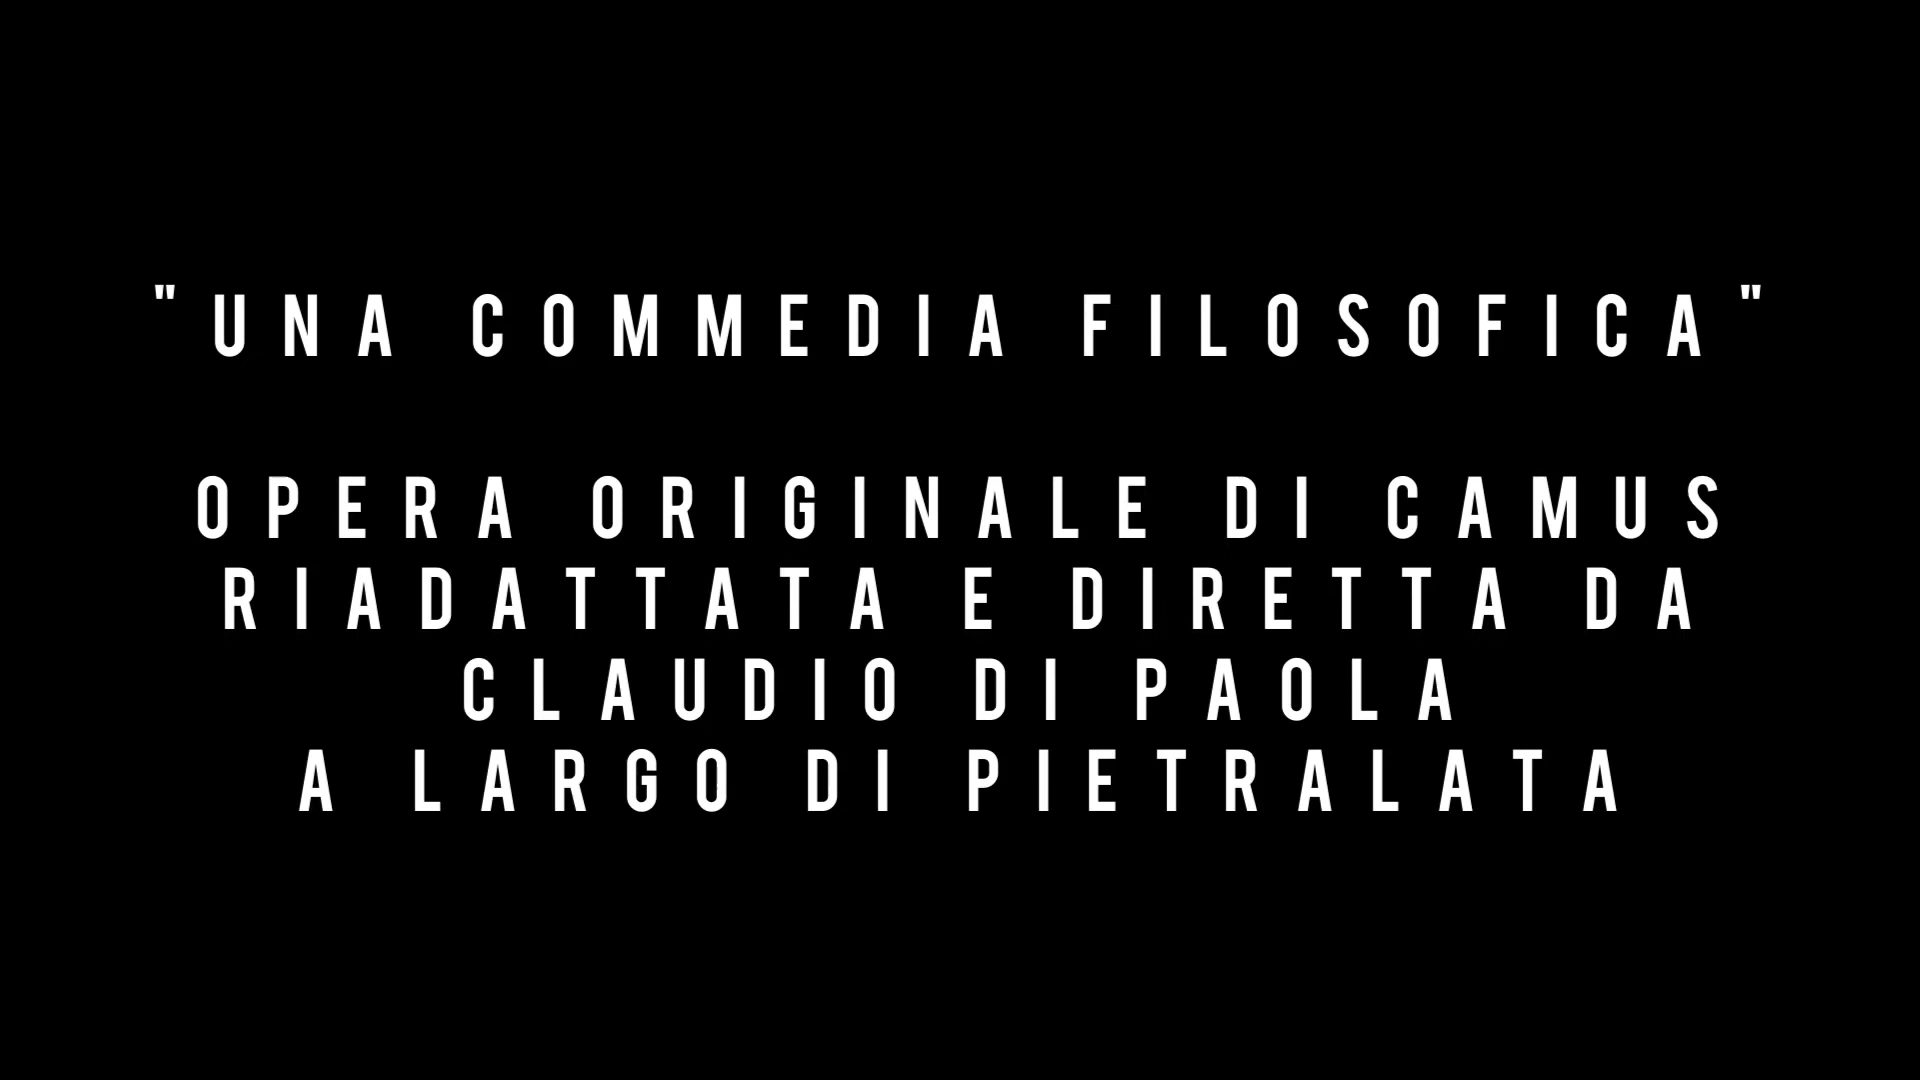 "UNA COMMEDIA FILOSOFICA"
OPERA ORIGINALE DI CAMUS
RIADATTATA E DIRETTA DA
CLAUDIO DI PAOLA
A LARGO DI PIETRALATA